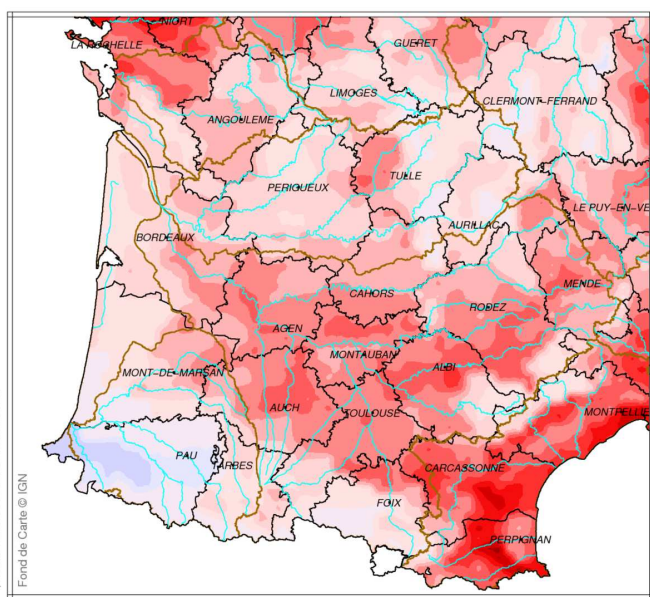 NIORT
LA ROCHELLE
GUERET
LIMOGES
CLERMONT-FERRAND
ANGOULEME
TULLE
PERIGUEUX
LE PUY-EN-VE
AURILLAC
BORDEAUX
MENDE
CAHORS
RODEZ
AGEN
MONTAUBAN
ALBI
MONT-DE-MARSAN
AUCH
TOULOUSE
MONTPELLIE
PAU
TARBES
CARCASSONNE
FOIX
PERPIGNAN
Fond de Carte © IGN